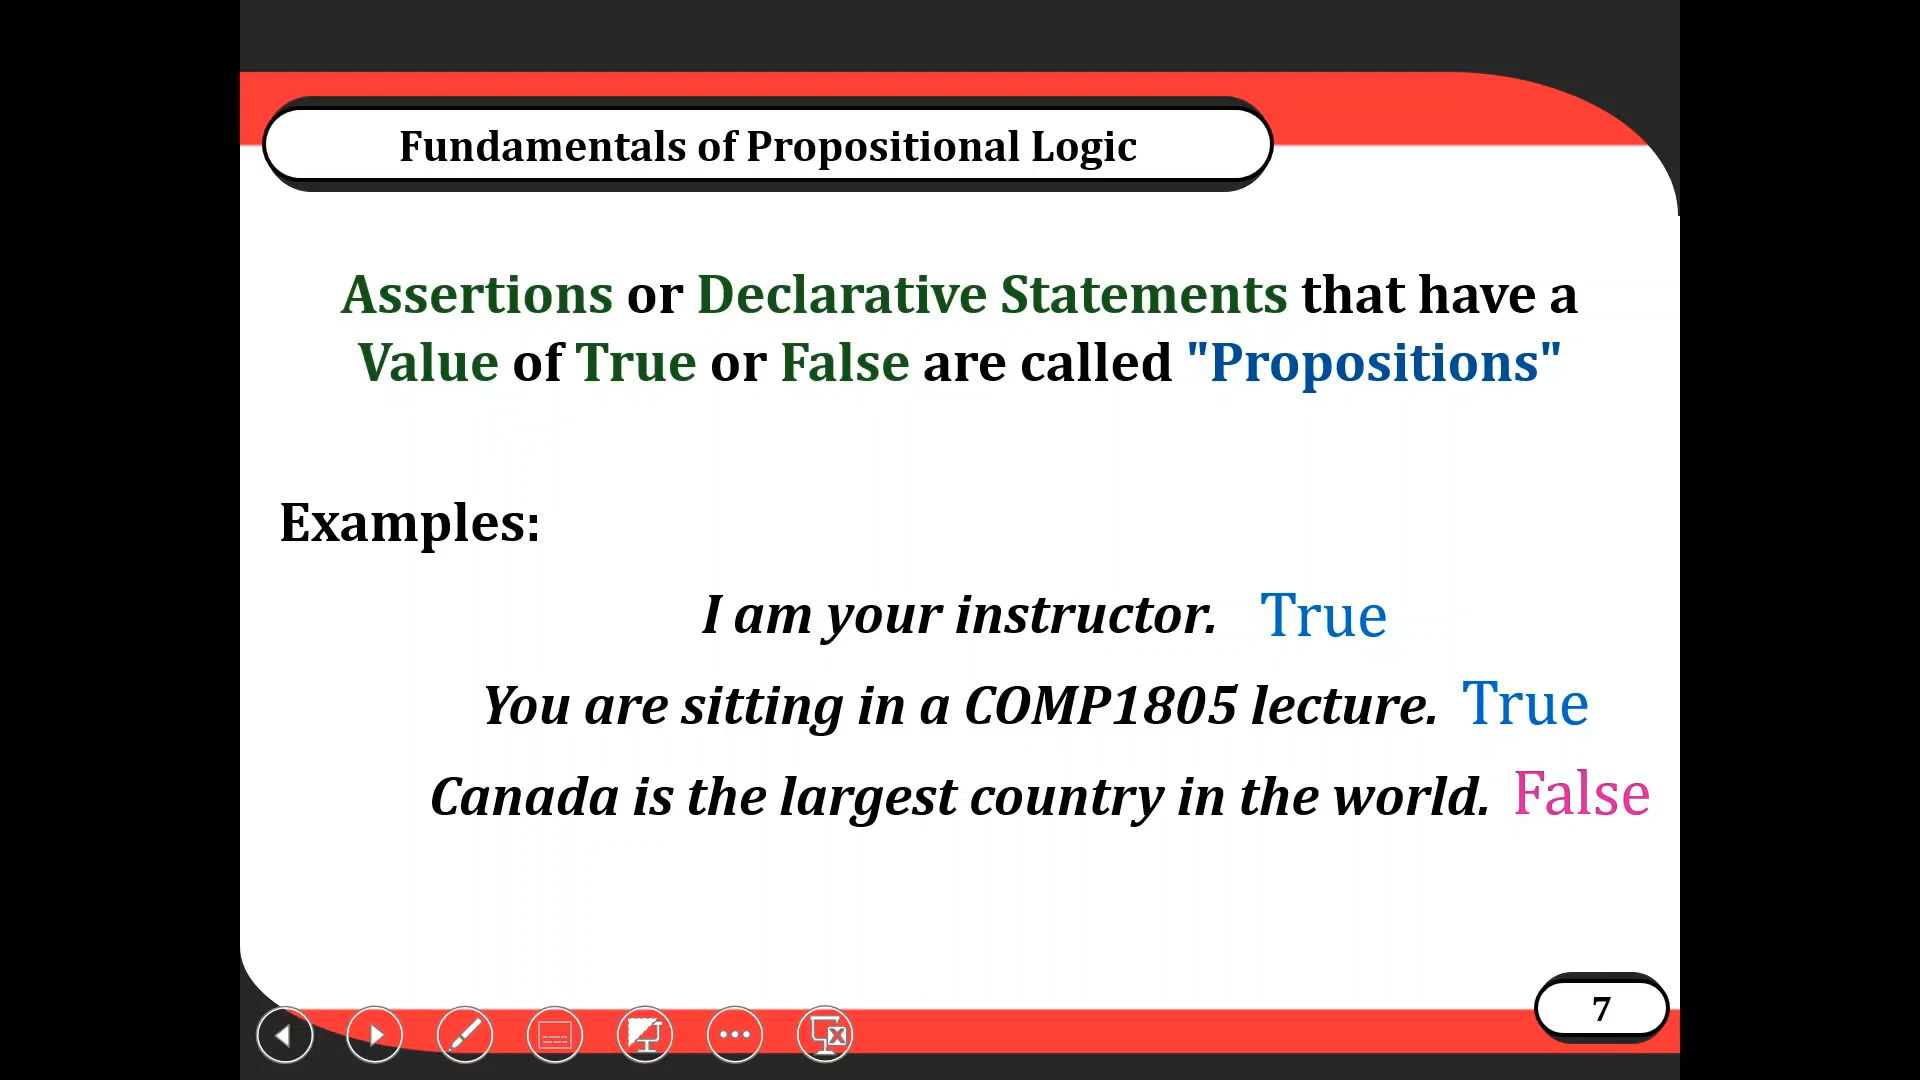 Fundamentals of Propositional Logic
Assertions or Declarative Statements that have a
Value of True or False are called "Propositions"
Examples:
I am your instructor. True
You are sitting in a COMP1805 lecture. True
Canada is the largest country in the world. False
7